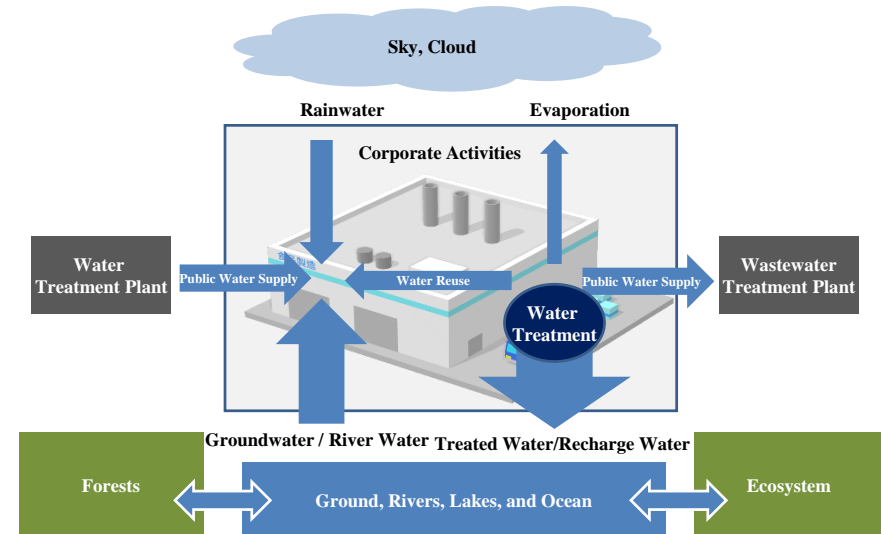 Sky, Cloud
Rainwater
Evaporation
Corporate Activities
Water
Treatment Plant
Public Water Supply
Water Reuse
Public Water Supply
Wastewater
Treatment Plant
Water
Treatment
Groundwater / River Water
Treated Water/Recharge Water
Forests
Ground, Rivers, Lakes, and Ocean
Ecosystem